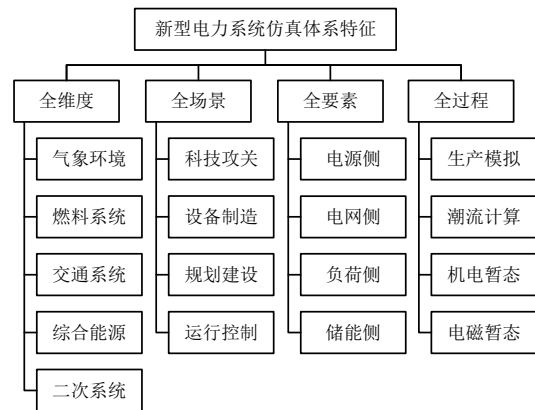 新型电力系统仿真体系特征
全维度
全场景
全要素
全过程
气象环境
科技攻关
电源侧
生产模拟
燃料系统
设备制造
电网侧
潮流计算
交通系统
规划建设
负荷侧
机电暂态
综合能源
运行控制
储能侧
电磁暂态
二次系统